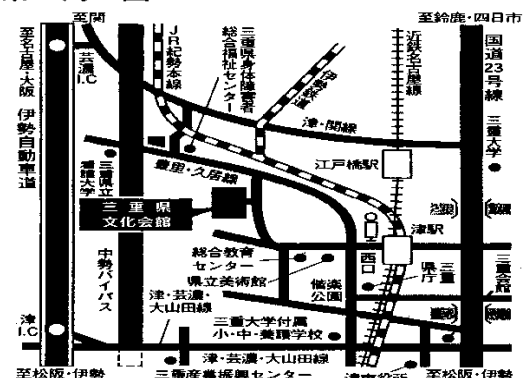 至関
至鈴鹿・四日市
至名古屋・大阪
伊勢自動車道
芸濃
I.C
JR紀勢本線
三重県身体障害者
総合福祉センター
伊勢鉄道
近鉄名古屋線
国道23号線
津・関線
三重大学
江戸橋駅
三重県立
看護大学
豊里・久居線
三重県
文化会館
津駅
西口
中勢バイパス
総合教育
センター
県立美術館
偕楽
公園
三重
県庁
三重会館
津・芸濃・
大山田線
三重大学付属
小・中・養護学校
津
I.C
津・芸濃・大山田線
至松阪・伊勢
三重産業振興センター
至松阪・伊勢